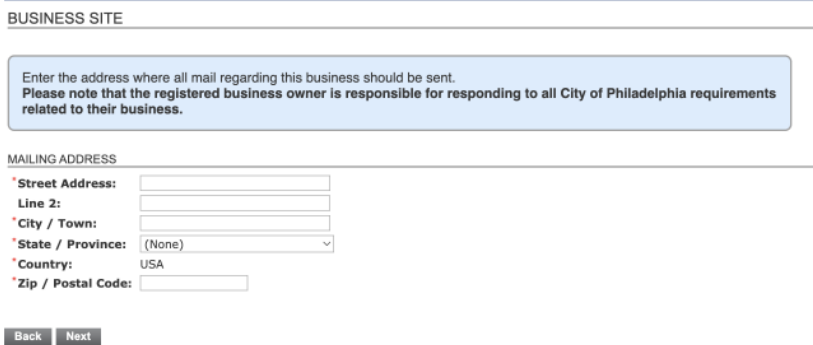 BUSINESS SITE
Enter the address where all mail regarding this business should be sent.
Please note that the registered business owner is responsible for responding to all City of Philadelphia requirements
related to their business.
MAILING ADDRESS
*Street Address:
Line 2:
*City / Town:
*State / Province: (None)
*Country: USA
*Zip / Postal Code:
Back Next